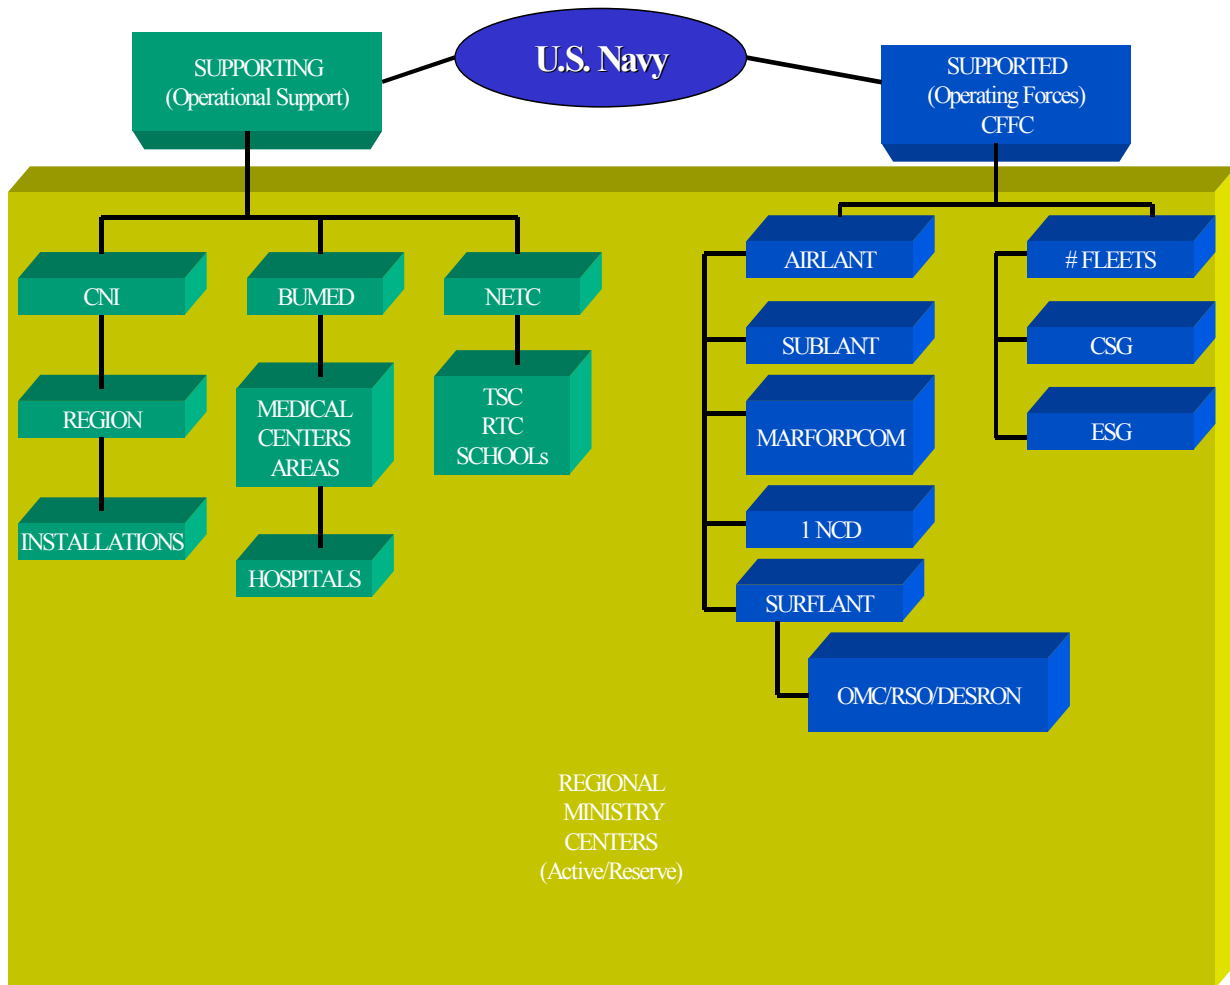 U.S. Navy
SUPPORTING
(Operational Support)
SUPPORTED
(Operating Forces)
CFFC
CNI
BUMED
NETC
REGION
MEDICAL
CENTERS
AREAS
TSC
RTC
SCHOOLs
INSTALLATIONS
HOSPITALS
AIRLANT
# FLEETS
SUBLANT
CSG
MARFORPCOM
ESG
1 NCD
SURFLANT
OMC/RSO/DESRON
REGIONAL
MINISTRY
CENTERS
(Active/Reserve)